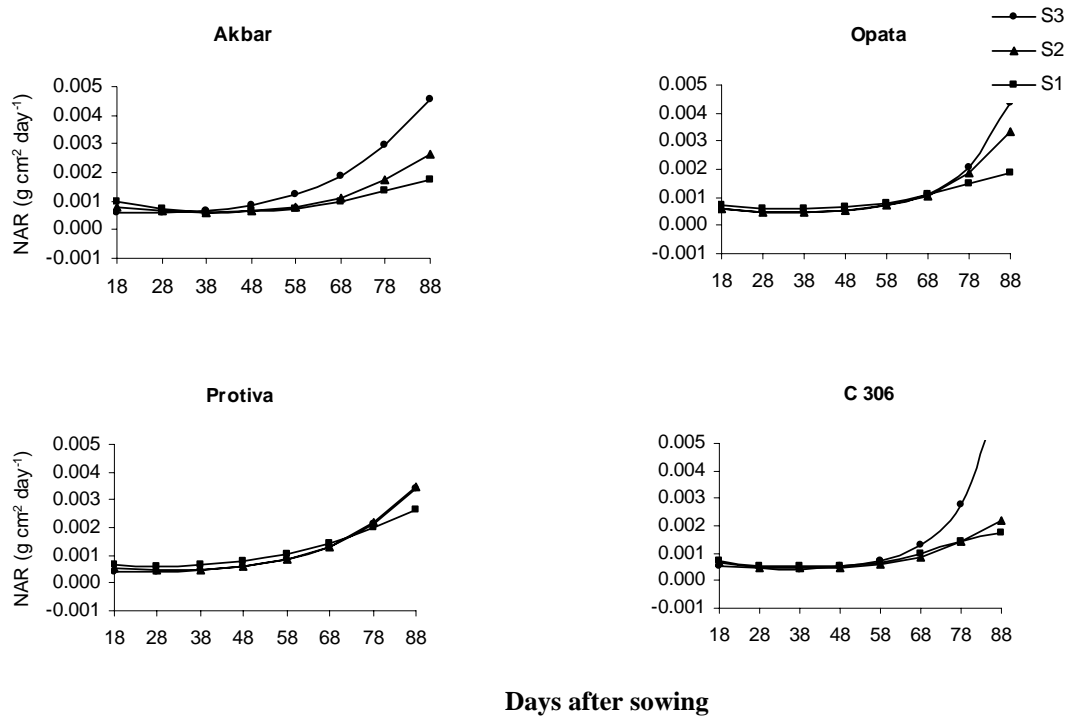 Akbar
NAR (g cm² day⁻¹)
0.005
0.004
0.003
0.002
0.001
0.000
-0.001
18 28 38 48 58 68 78 88
Opata
S3
S2
S1
0.005
0.004
0.003
0.002
0.001
0.000
-0.001
18 28 38 48 58 68 78 88
Protiva
NAR (g cm² day⁻¹)
0.005
0.004
0.003
0.002
0.001
0.000
-0.001
18 28 38 48 58 68 78 88
C 306
0.005
0.004
0.003
0.002
0.001
0.000
-0.001
18 28 38 48 58 68 78 88
Days after sowing